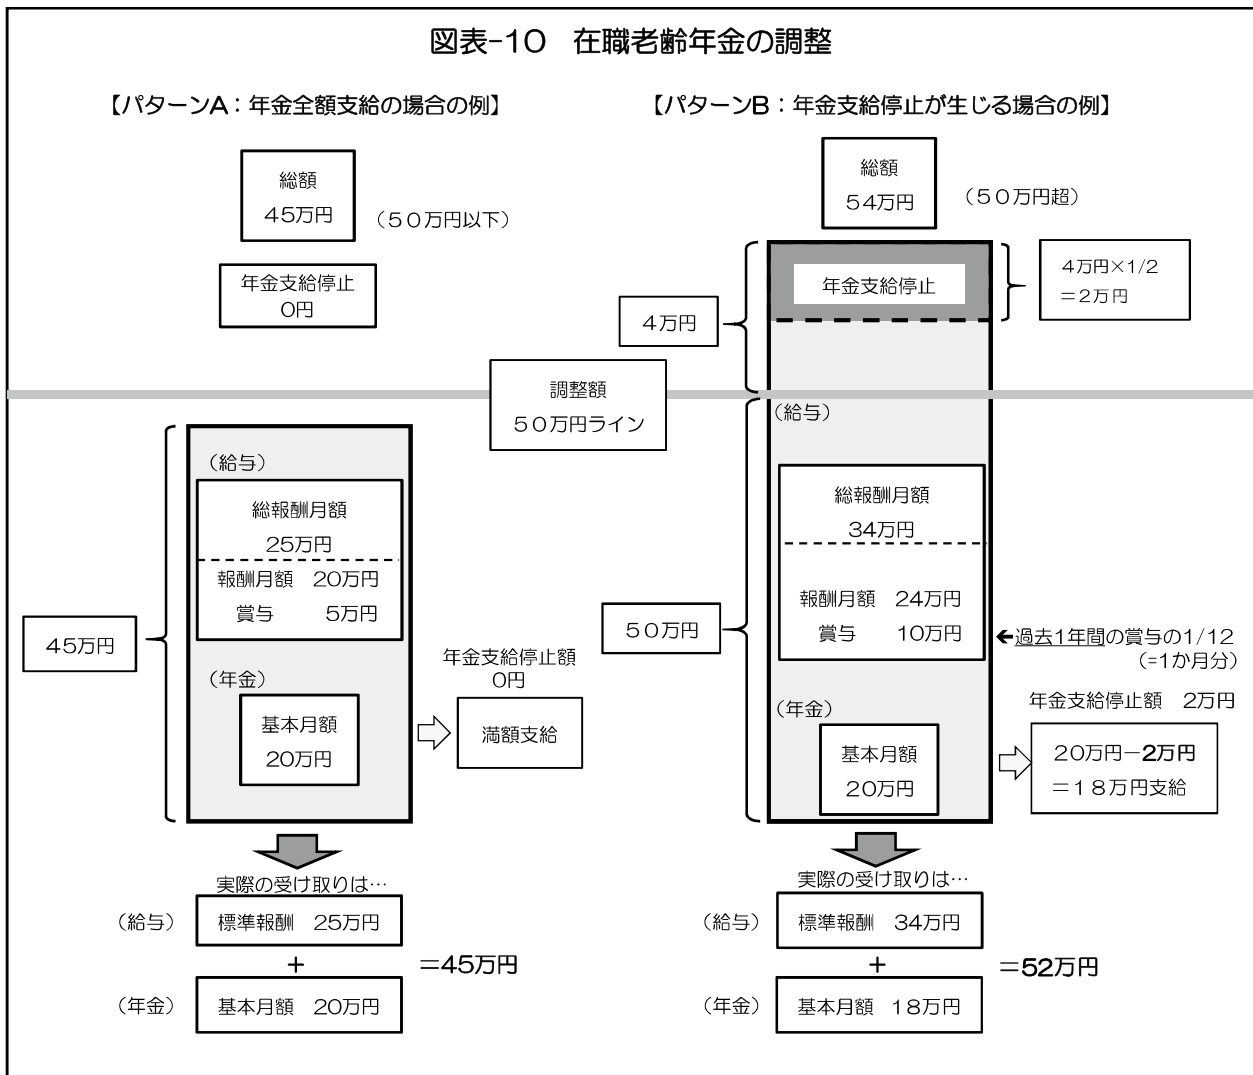 図表-10　在職老齢年金の調整
【パターンA：年金全額支給の場合の例】
総額
45万円
（５０万円以下）
年金支給停止
0円
45万円
（給与）
総報酬月額
25万円
報酬月額　20万円
賞与　5万円
（年金）
基本月額
20万円
年金支給停止額
0円
満額支給
実際の受け取りは…
（給与）
標準報酬　25万円
+
＝45万円
（年金）
基本月額　20万円
調整額
５０万円ライン
【パターンB：年金支給停止が生じる場合の例】
総額
54万円
（５０万円超）
年金支給停止
4万円×1/2
＝2万円
4万円
５０万円
（給与）
総報酬月額
34万円
報酬月額　24万円
賞与　10万円
←過去1年間の賞与の1/12
（=1か月分）
（年金）
基本月額
20万円
年金支給停止額　2万円
20万円－2万円
＝１８万円支給
実際の受け取りは…
（給与）
標準報酬　34万円
+
＝52万円
（年金）
基本月額　18万円